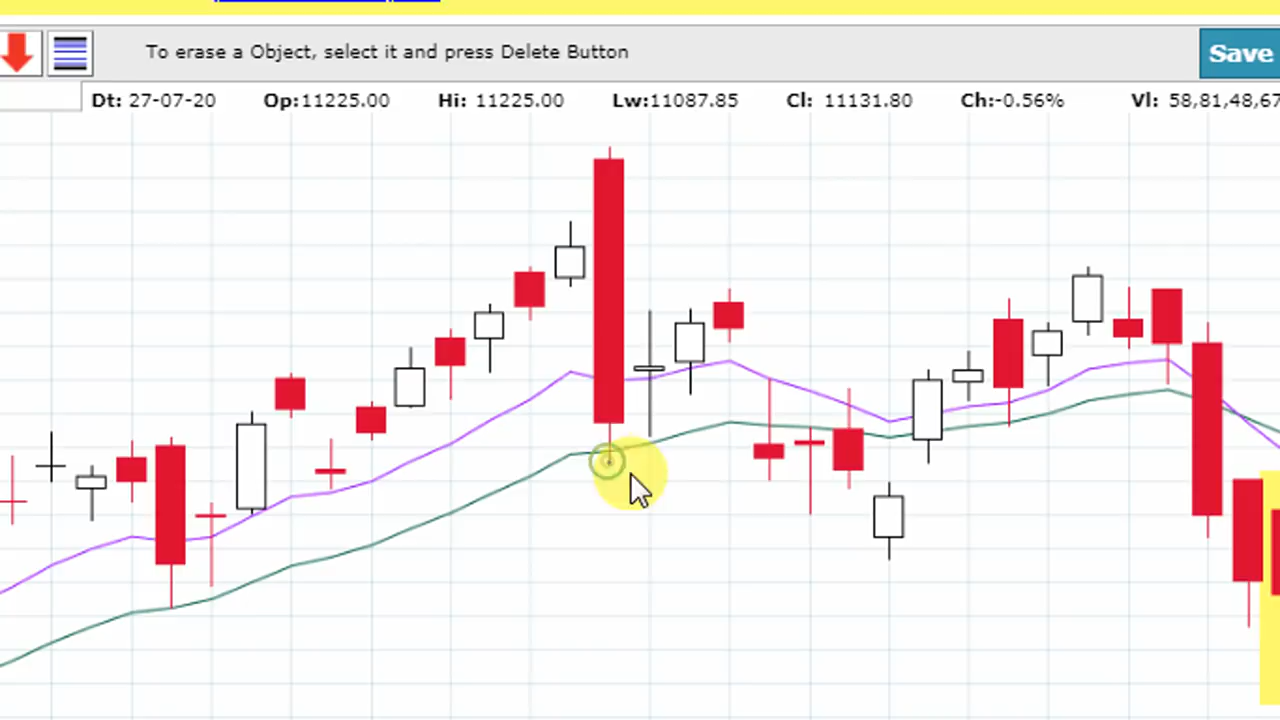 To erase a Object, select it and press Delete Button
Save
Dt: 27-07-20 Op:11225.00 Hi: 11225.00 Lw:11087.85 Cl: 11131.80 Ch:-0.56% Vl: 58,81,48,67